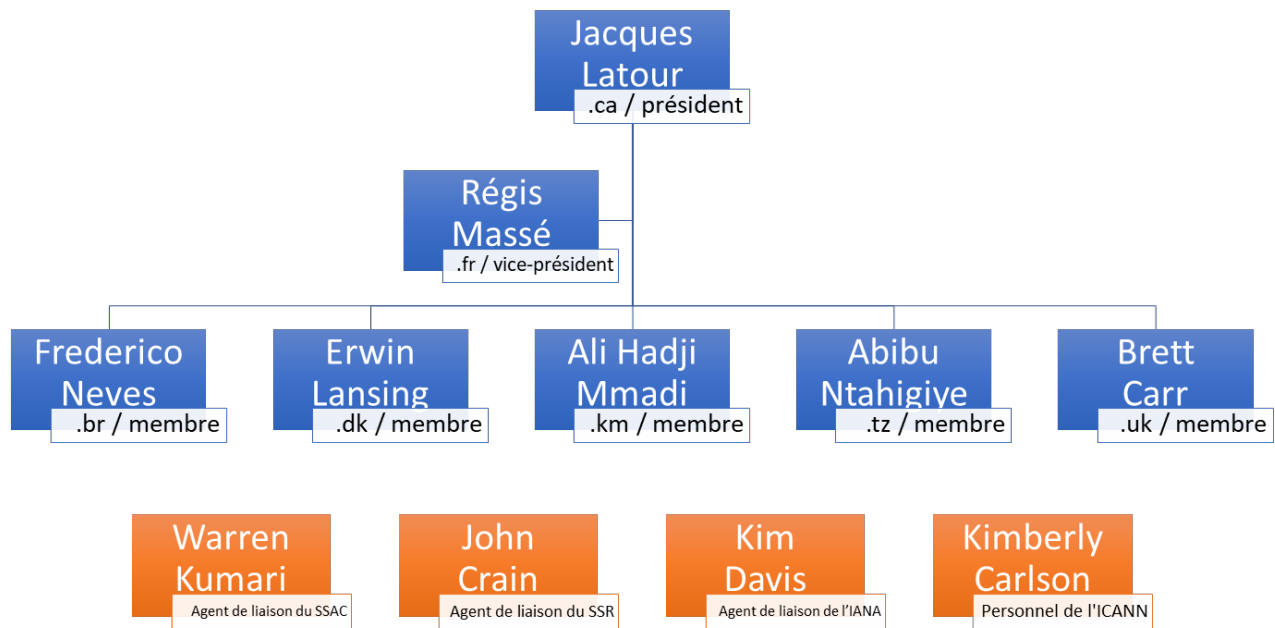 Jacques
Latour
.ca / président
Régis
Massé
.fr / vice-président
Frederico
Neves
.br / membre
Erwin
Lansing
.dk / membre
Ali Hadji
Mmadi
.km / membre
Abibu
Ntahigiye
.tz / membre
Brett
Carr
.uk / membre
Warren
Kumari
Agent de liaison du SSAC
John
Crain
Agent de liaison du SSR
Kim
Davis
Agent de liaison de l’IANA
Kimberly
Carlson
Personnel de l'ICANN